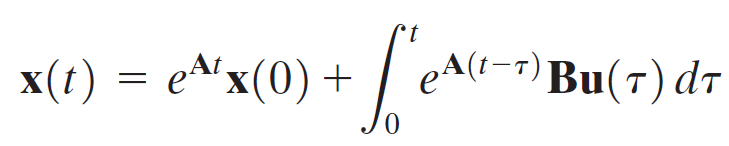 x(t) = e^{At} x(0) + ∫_0^t e^{A(t−τ)} Bu(τ) dτ